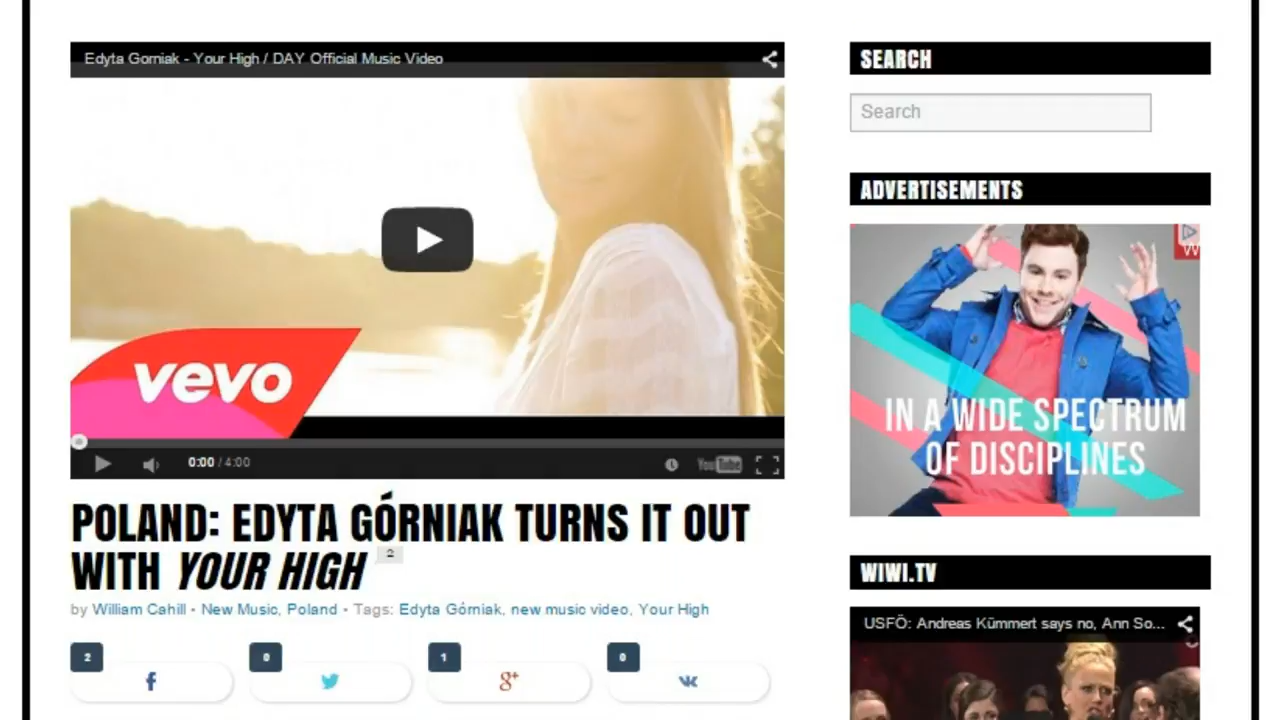 Edyta Gorniak - Your High / DAY Official Music Video
vevo
0:00 / 4:00
YouTube
POLAND: EDYTA GÓRNIAK TURNS IT OUT
WITH YOUR HIGH
2
by William Cahill • New Music, Poland • Tags: Edyta Górniak, new music video, Your High
2
0
1
0
f
g+
SEARCH
Search
ADVERTISEMENTS
IN A WIDE SPECTRUM
OF DISCIPLINES
WIWI.TV
USFÖ: Andreas Kümmert says no, Ann So...